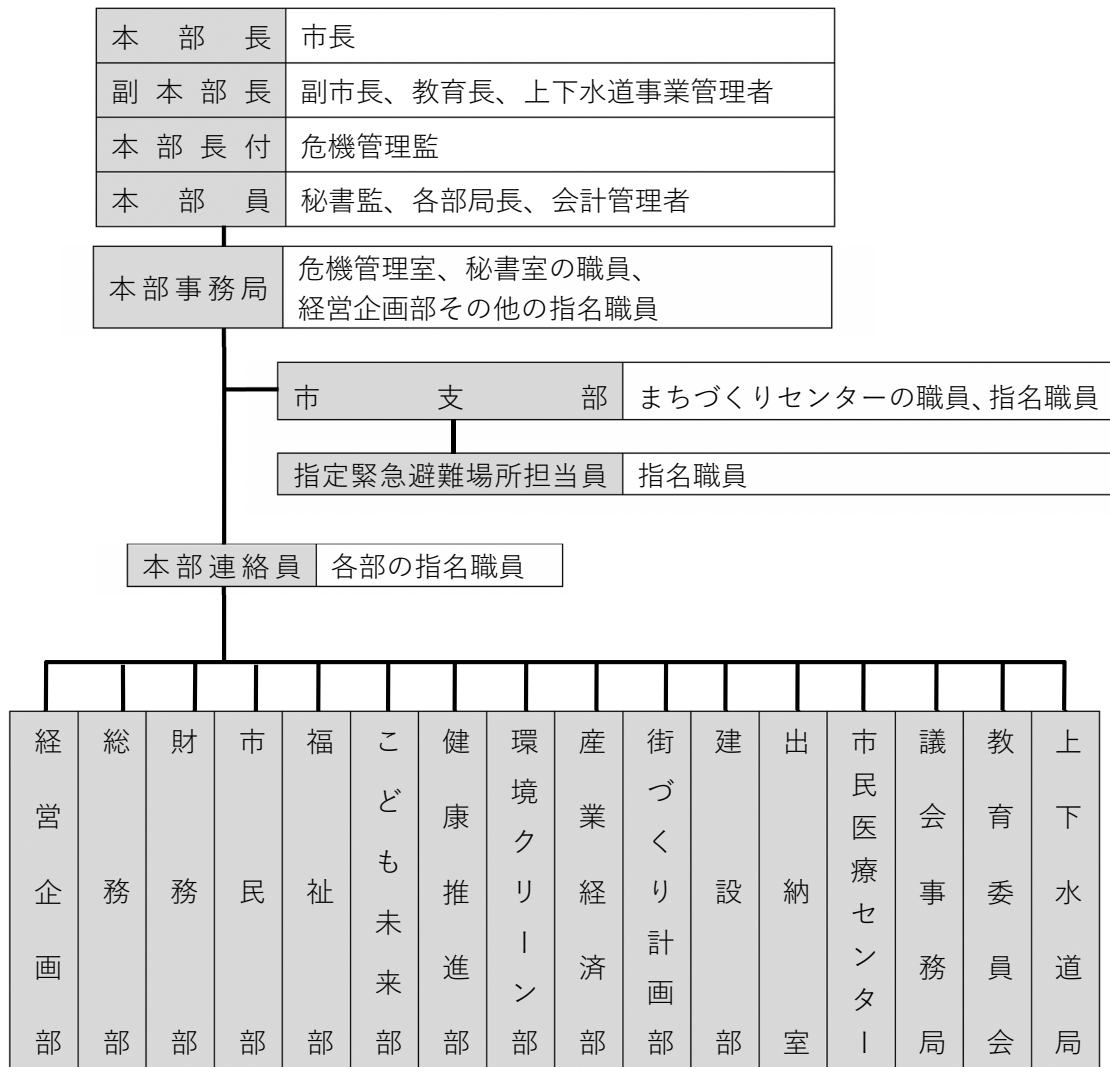 本部長 市長
副本部長 副市長、教育長、上下水道事業管理者
本部長付 危機管理監
本部員 秘書監、各部局長、会計管理者
本部事務局 危機管理室、秘書室の職員、
経営企画部その他の指名職員
市支部 まちづくりセンターの職員、指名職員
指定緊急避難場所担当員 指名職員
本部連絡員 各部の指名職員
経営企画部
総務部
財務部
市民部
福祉部
こども未来部
健康推進部
環境クリーン部
産業経済部
街づくり計画部
建設部
出納室
市民医療センター
議会事務局
教育委員会
上下水道局